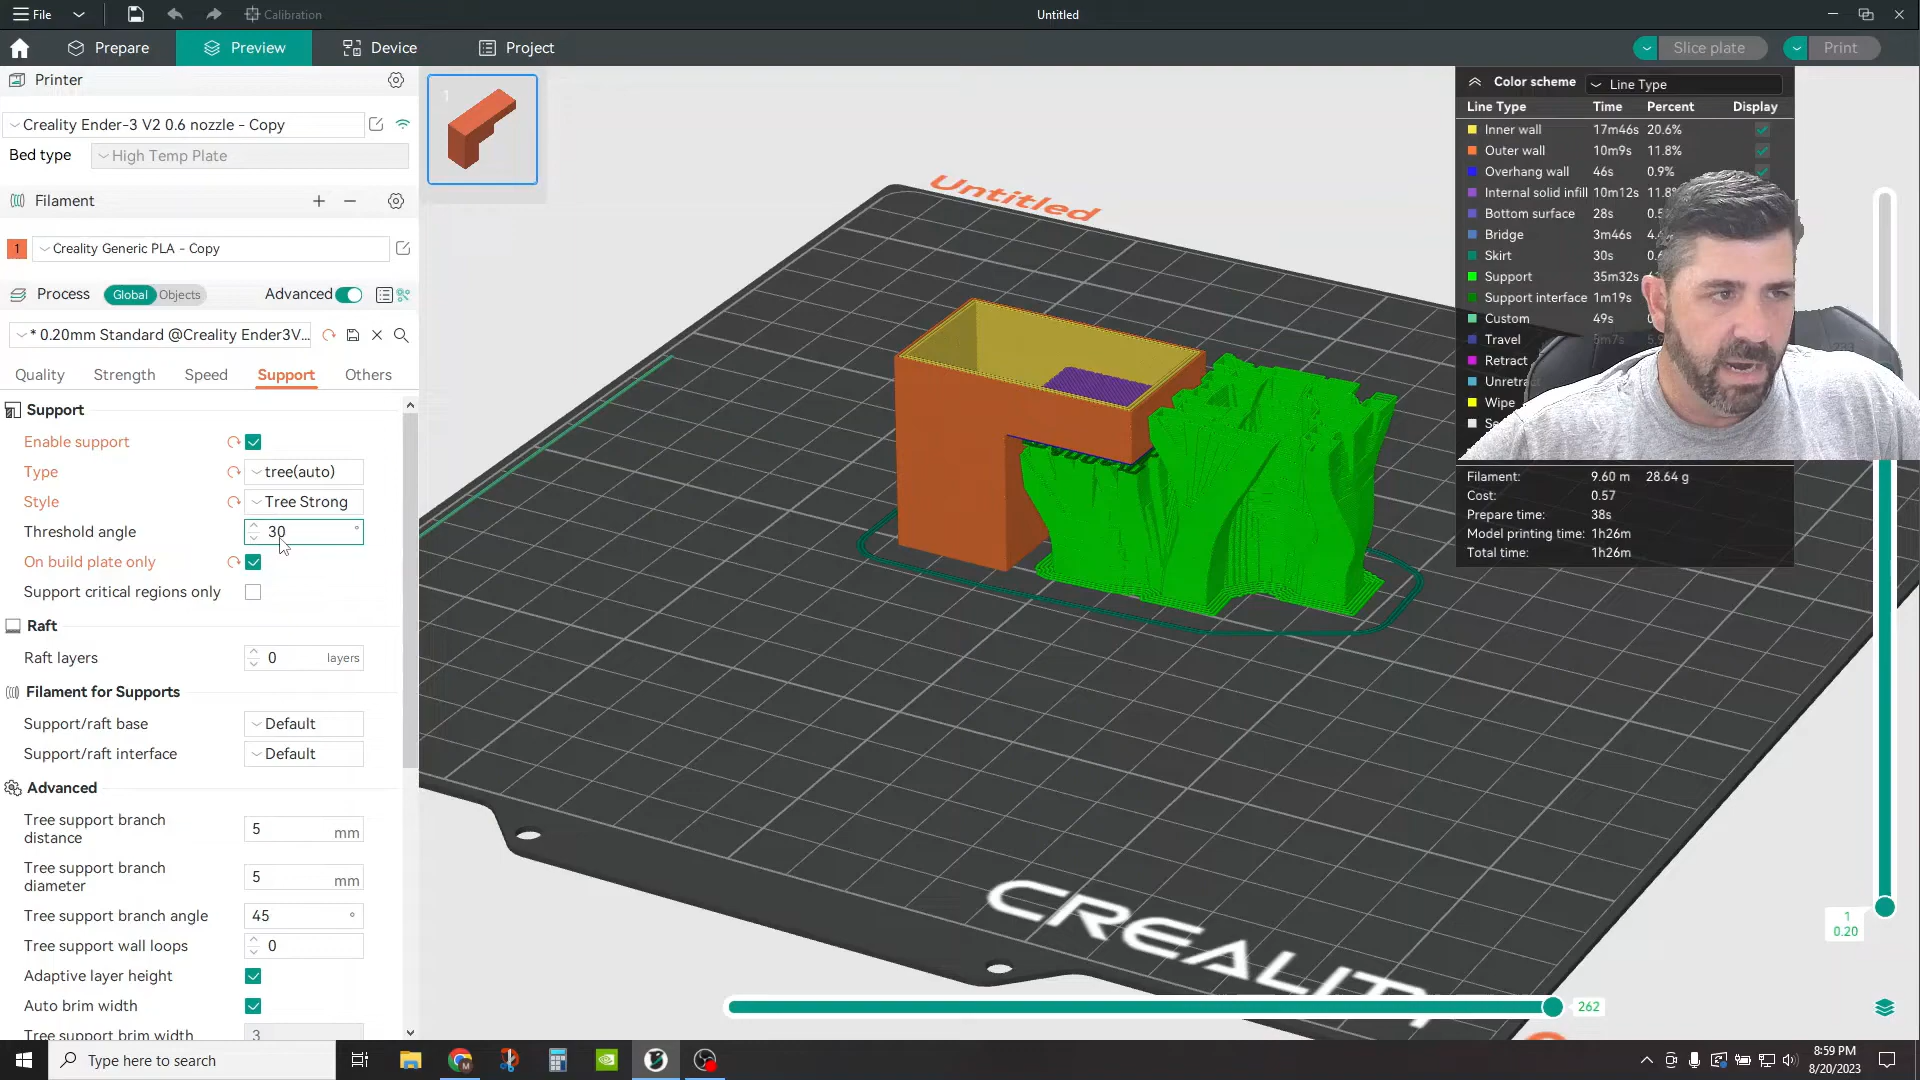 File
Calibration
Untitled
Prepare
Preview
Device
Project
Slice plate
Print
Printer
Creality Ender-3 V2 0.6 nozzle - Copy
Bed type
High Temp Plate
Filament
1
Creality Generic PLA - Copy
Process
Global
Objects
Advanced
* 0.20mm Standard @Creality Ender3V...
Quality
Strength
Speed
Support
Others
Support
Enable support
Type
tree(auto)
Style
Tree Strong
Threshold angle
30 °
On build plate only
Support critical regions only
Raft
Raft layers
0 layers
Filament for Supports
Support/raft base
Default
Support/raft interface
Default
Advanced
Tree support branch
distance
5 mm
Tree support branch
diameter
5 mm
Tree support branch angle
45 °
Tree support wall loops
0
Adaptive layer height
Auto brim width
Tree support brim width
3
1
Untitled
CREALITY
Color scheme
Line Type
Line Type Time Percent Display
Inner wall 17m46s 20.6%
Outer wall 10m9s 11.8%
Overhang wall 46s 0.9%
Internal solid infill 10m12s 11.8%
Bottom surface 28s
Bridge 3m46s
Skirt 30s
Support 35m32s
Support interface 1m19s
Custom 49s
Travel
Retract
Wipe
Filament: 9.60 m 28.64 g
Cost: 0.57
Prepare time: 38s
Model printing time: 1h26m
Total time: 1h26m
1
0.20
262
Type here to search
8:59 PM
8/20/2023